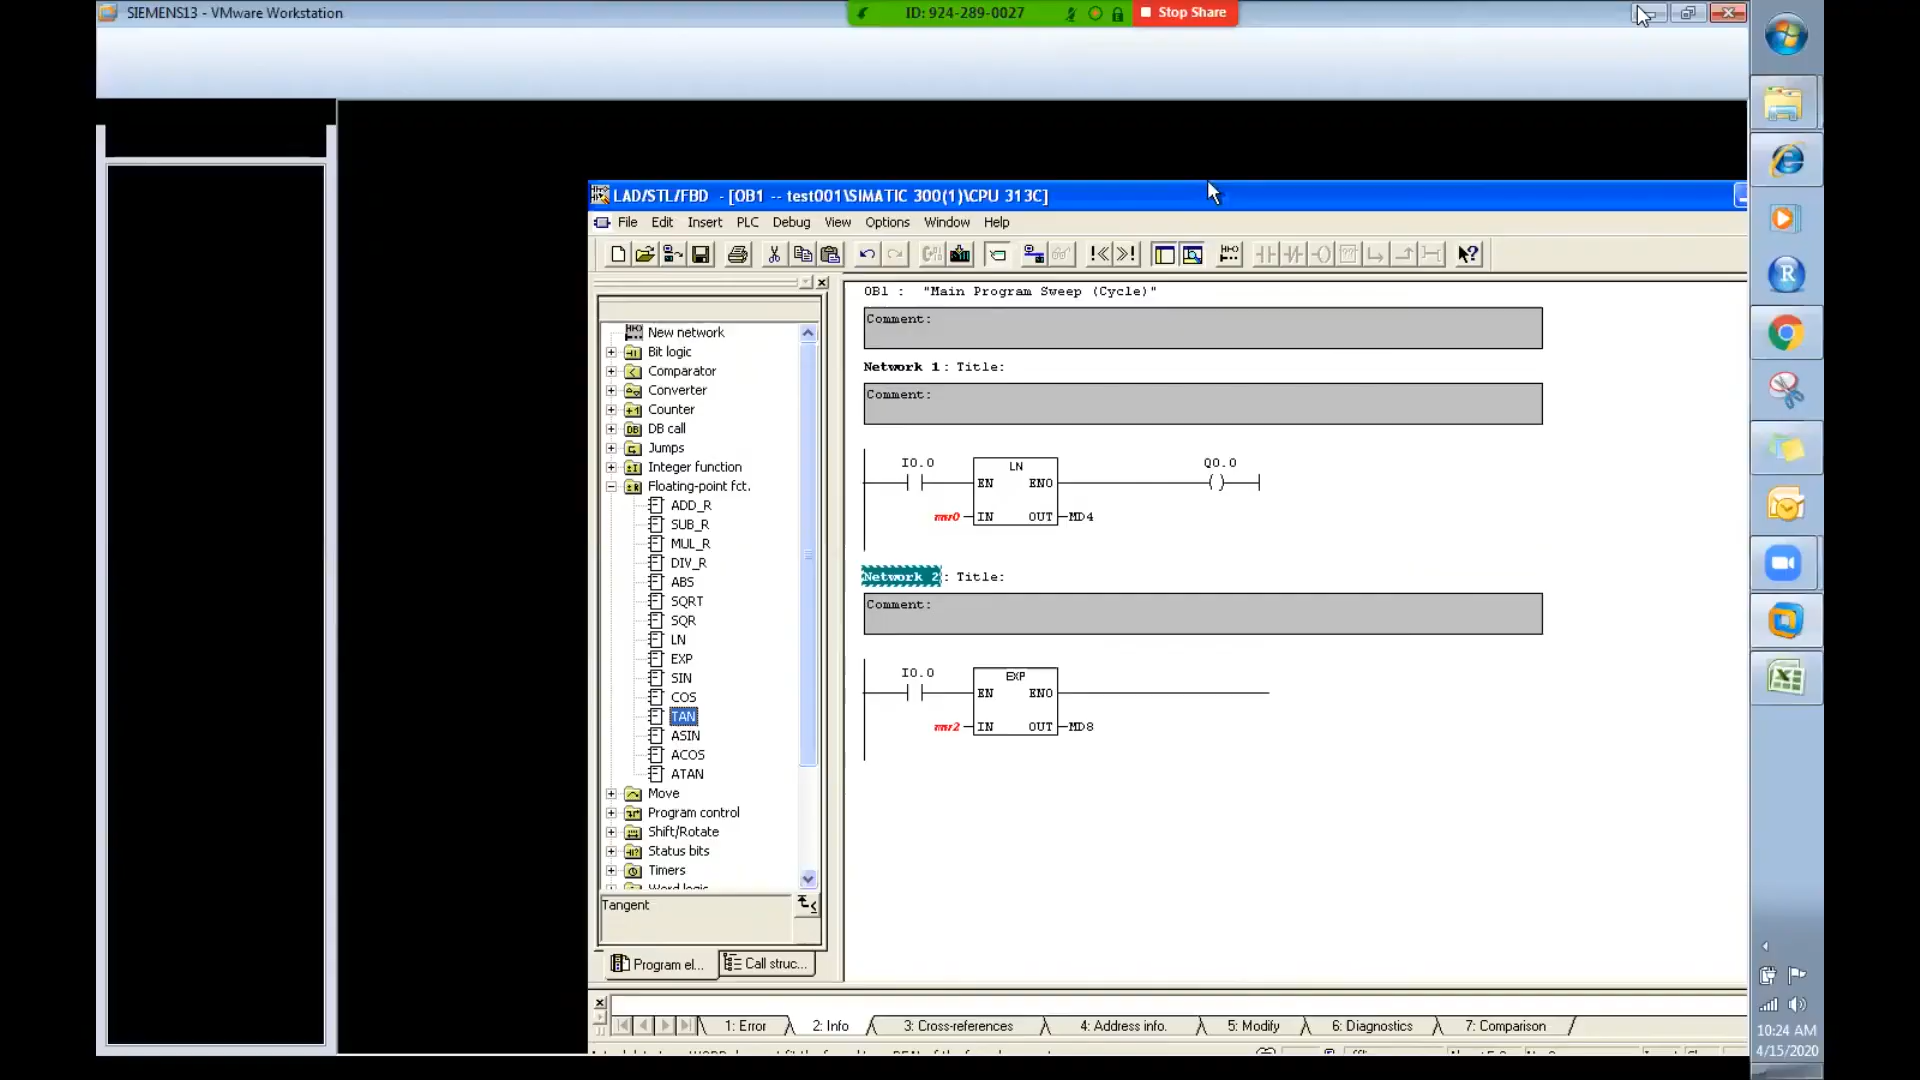 SIEMENS13 - VMware Workstation
ID: 924-289-0027
Stop Share
LAD/STL/FBD - [OB1 -- test001\SIMATIC 300(1)\CPU 313C]
File Edit Insert PLC Debug View Options Window Help
OB1 : "Main Program Sweep (Cycle)"
Comment:
Network 1: Title:
Comment:
I0.0
LN
Q0.0
EN ENO
IN OUT MD4
Network 2: Title:
Comment:
I0.0
EXP
EN ENO
IN OUT MD8
New network
Bit logic
Comparator
Converter
Counter
DB call
Jumps
Integer function
Floating-point fct.
ADD_R
SUB_R
MUL_R
DIV_R
ABS
SQRT
SQR
LN
EXP
SIN
COS
TAN
ASIN
ACOS
ATAN
Move
Program control
Shift/Rotate
Status bits
Timers
Word logic
Tangent
Program el...
Call struc...
1: Error
2: Info
3: Cross-references
4: Address info.
5: Modify
6: Diagnostics
7: Comparison
10:24 AM
4/15/2020